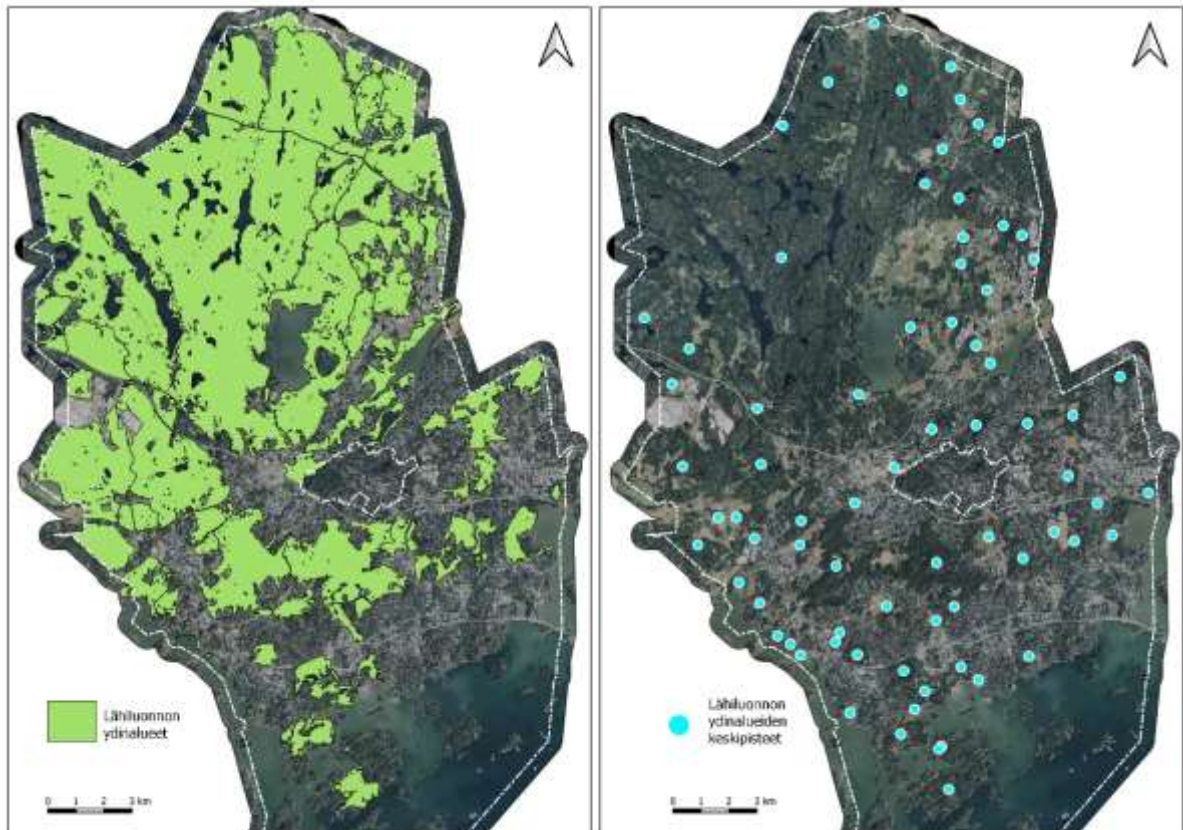 Lähiluonnon
ydinalueet
0 1 2 3 km
Lähiluonnon
ydinalueiden
keskipisteet
0 1 2 3 km